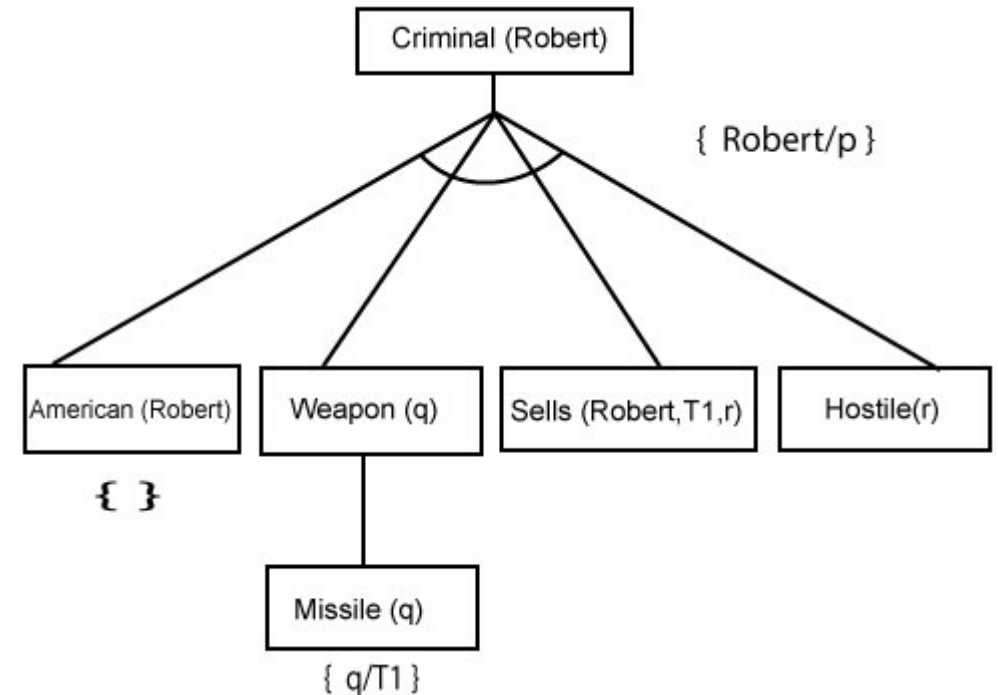 Criminal (Robert)
{ Robert/p }
American (Robert)
Weapon (q)
Sells (Robert,T1,r)
Hostile(r)
{ }
Missile (q)
{ q/T1 }